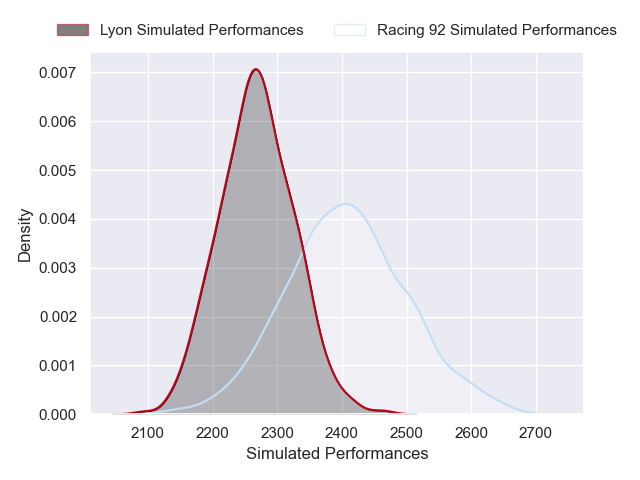 Lyon Simulated Performances Racing 92 Simulated Performances
0.007
0.006
0.005
0.004
0.003
0.002
0.001
0.000
Density
2100 2200 2300 2400 2500 2600 2700
Simulated Performances